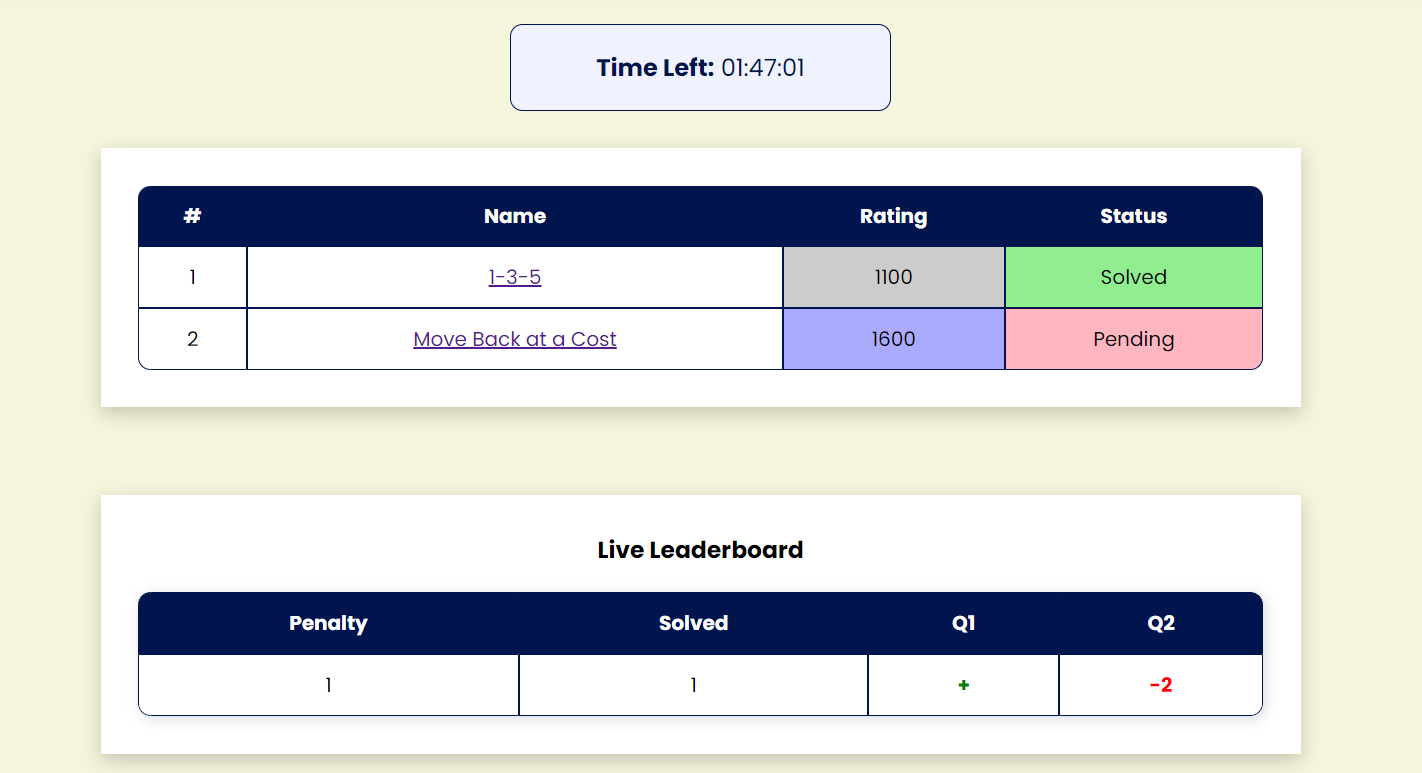 Time Left: 01:47:01
# Name Rating Status
1 1-3-5 1100 Solved
2 Move Back at a Cost 1600 Pending
Live Leaderboard
Penalty Solved Q1 Q2
1 1 + -2